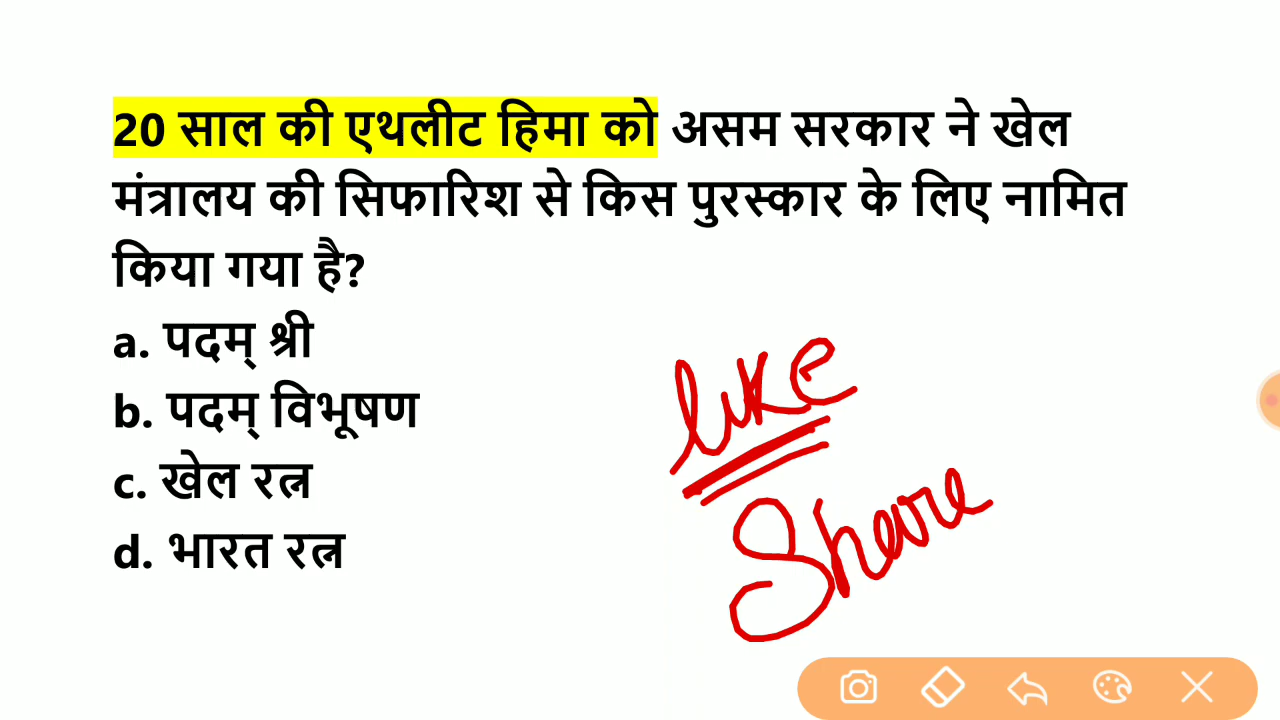 20 साल की एथलीट हिमा को असम सरकार ने खेल
मंत्रालय की सिफारिश से किस पुरस्कार के लिए नामित
किया गया है?
a. पदम् श्री
b. पदम् विभूषण
c. खेल रत्न
d. भारत रत्न
like
Share